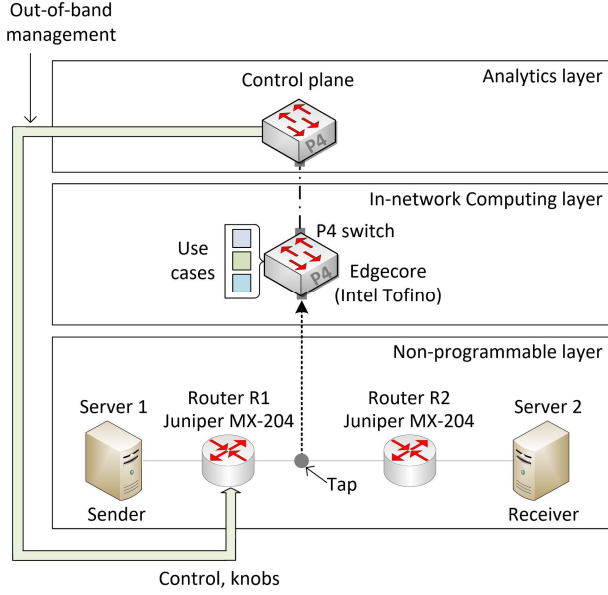 Out-of-band
management
Analytics layer
Control plane
P4
In-network Computing layer
P4 switch
Use
cases
P4
Edgecore
(Intel Tofino)
Non-programmable layer
Server 1
Router R1
Juniper MX-204
Router R2
Juniper MX-204
Server 2
Tap
Sender
Receiver
Control, knobs